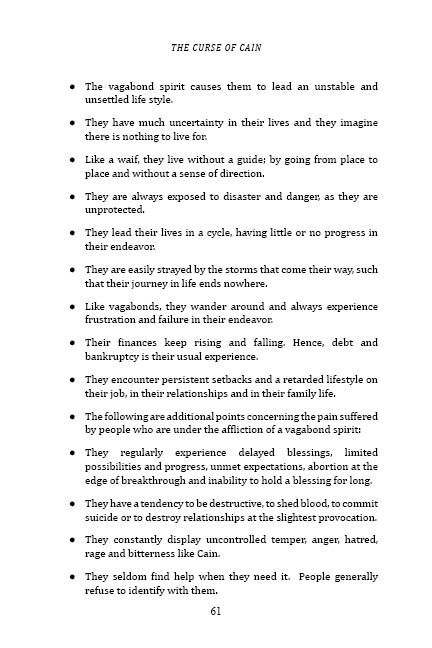 THE CURSE OF CAIN
● The vagabond spirit causes them to lead an unstable and
unsettled life style.
● They have much uncertainty in their lives and they imagine
there is nothing to live for.
● Like a waif, they live without a guide; by going from place to
place and without a sense of direction.
● They are always exposed to disaster and danger, as they are
unprotected.
● They lead their lives in a cycle, having little or no progress in
their endeavor.
● They are easily strayed by the storms that come their way, such
that their journey in life ends nowhere.
● Like vagabonds, they wander around and always experience
frustration and failure in their endeavor.
● Their finances keep rising and falling. Hence, debt and
bankruptcy is their usual experience.
● They encounter persistent setbacks and a retarded lifestyle on
their job, in their relationships and in their family life.
● The following are additional points concerning the pain suffered
by people who are under the affliction of a vagabond spirit:
● They regularly experience delayed blessings, limited
possibilities and progress, unmet expectations, abortion at the
edge of breakthrough and inability to hold a blessing for long.
● They have a tendency to be destructive, to shed blood, to commit
suicide or to destroy relationships at the slightest provocation.
● They constantly display uncontrolled temper, anger, hatred,
rage and bitterness like Cain.
● They seldom find help when they need it. People generally
refuse to identify with them.
61